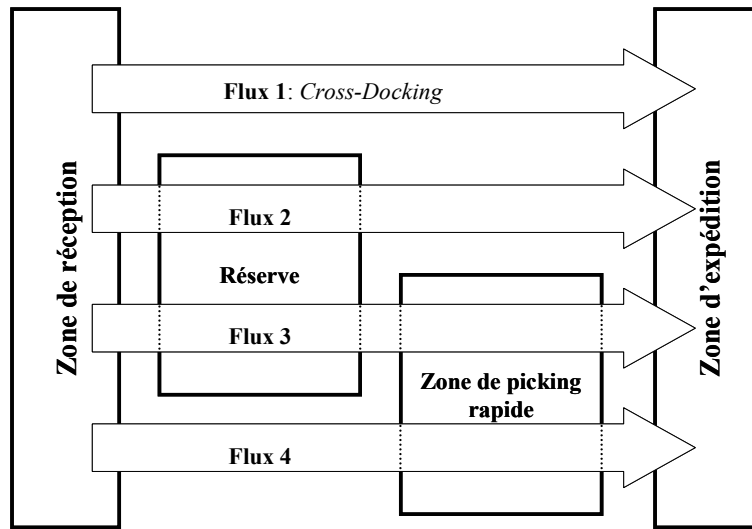 Zone de réception
Flux 1: Cross-Docking
Flux 2
Réserve
Flux 3
Zone de picking
rapide
Flux 4
Zone d'expédition